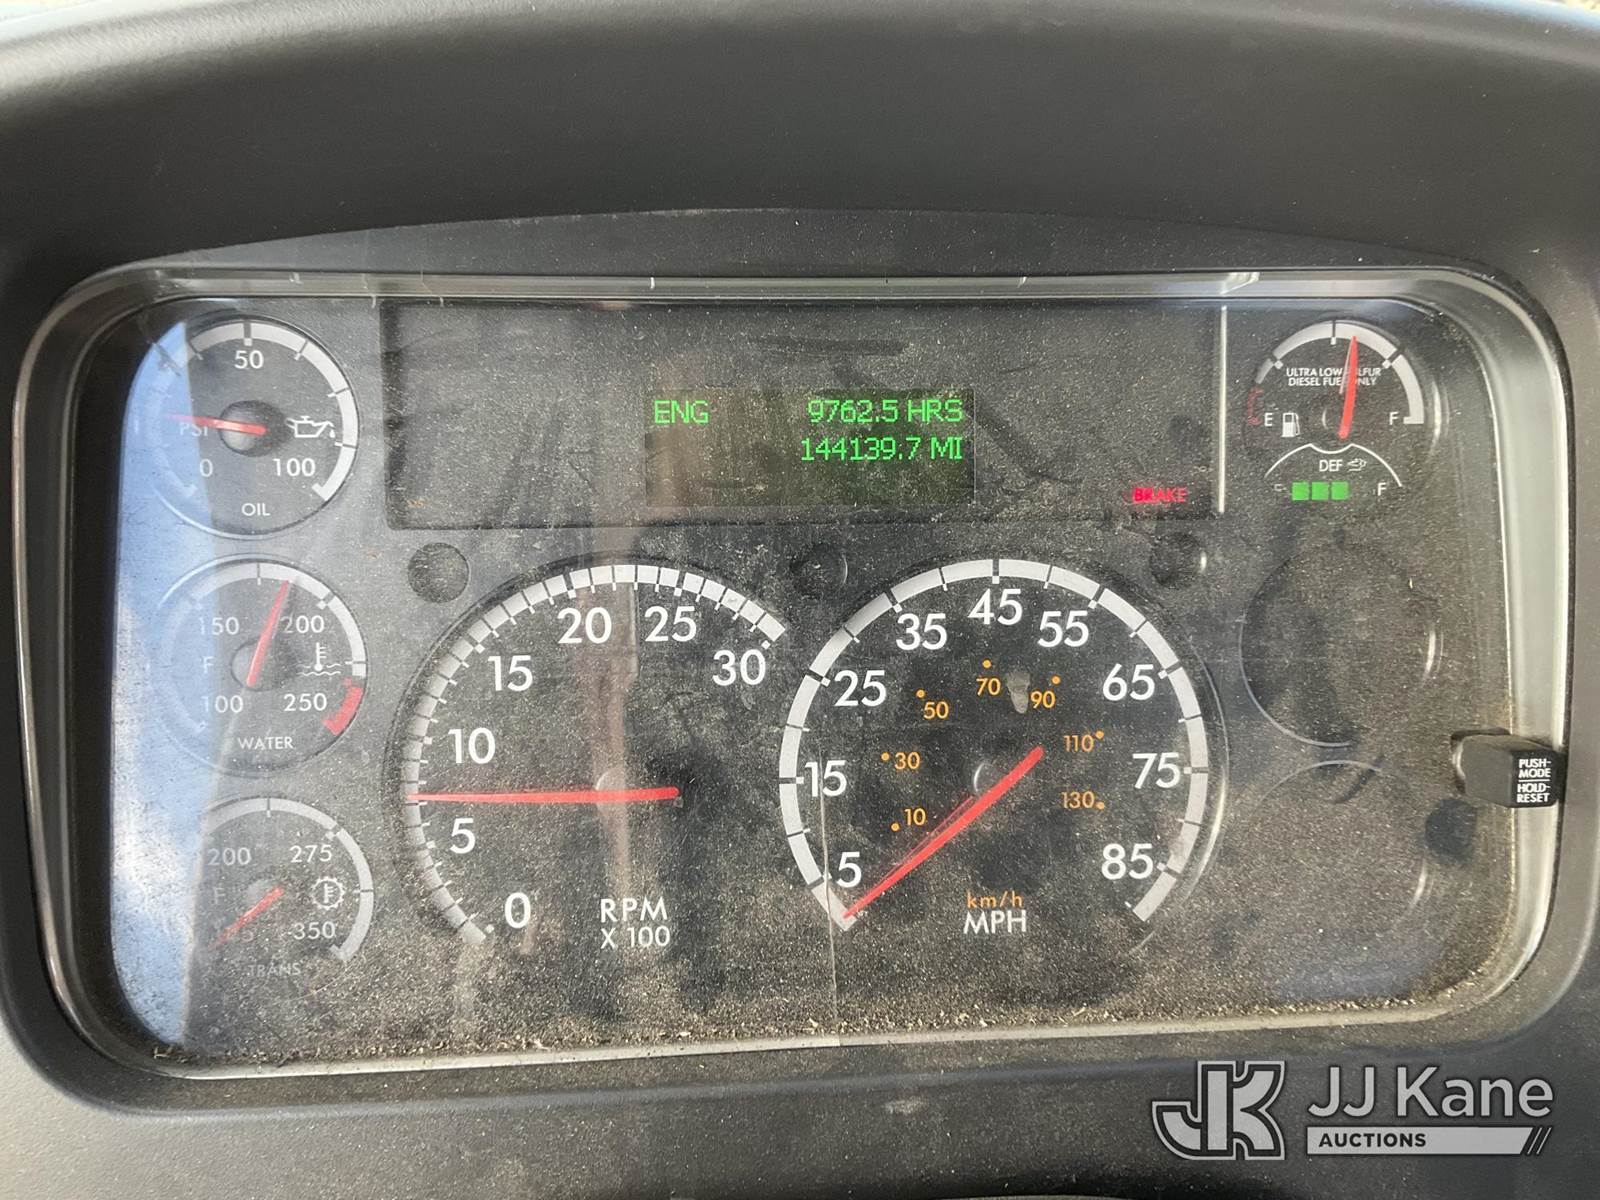 50
PSI
0
100
OIL
ENG 9762.5 HRS
144139.7 MI
BRAKE
ULTRA LOW
DIESEL FUEL ONLY
E
F
DEF
F
150
200
F
100
250
WATER
200
275
F
350
TRANS
0
5
10
15
20
25
30
RPM
X 100
5
15
25
35
45
55
65
75
85
10
30
50
70
90
110
130
km/h
MPH
PUSH-
MODE
HOLD-
RESET
JK
JJ Kane
AUCTIONS